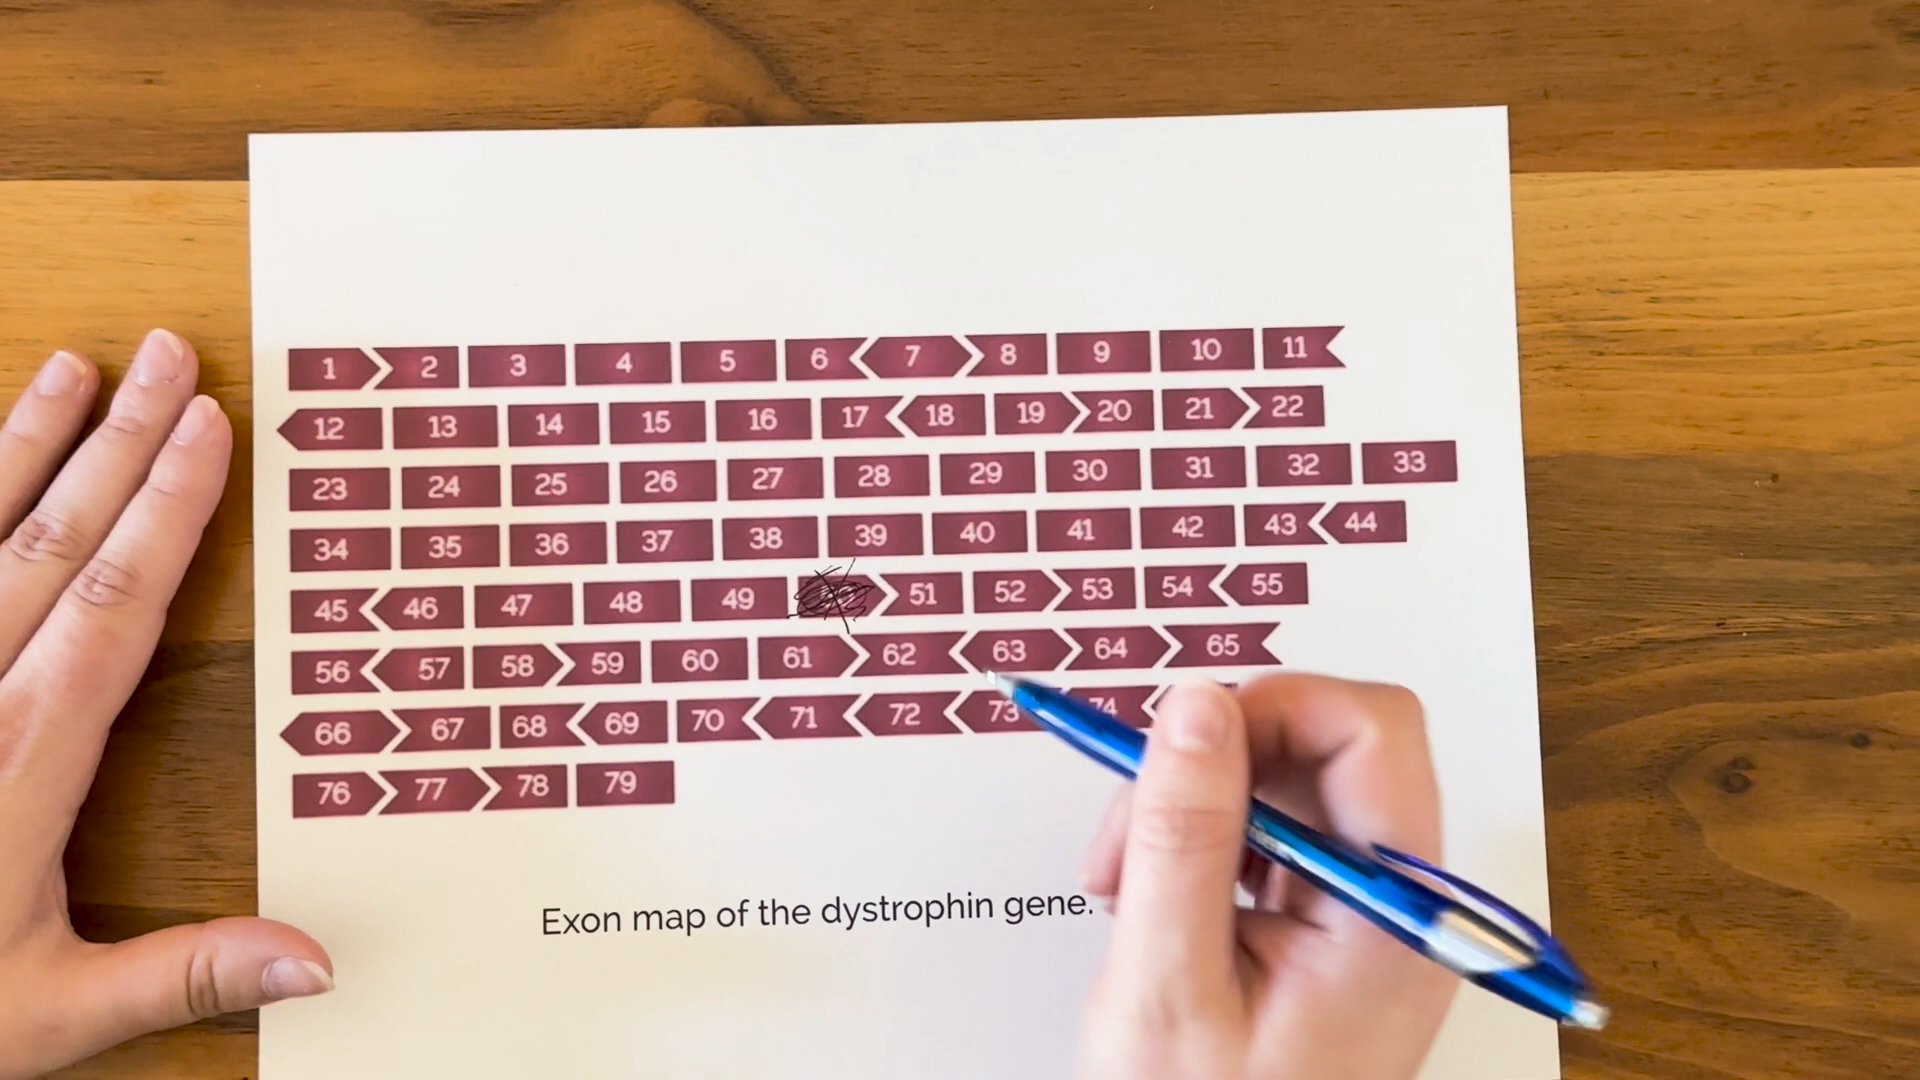 1 2 3 4 5 6 7 8 9 10 11
12 13 14 15 16 17 18 19 20 21 22
23 24 25 26 27 28 29 30 31 32 33
34 35 36 37 38 39 40 41 42 43 44
45 46 47 48 49 51 52 53 54 55
56 57 58 59 60 61 62 63 64 65
66 67 68 69 70 71 72 73 74
76 77 78 79
Exon map of the dystrophin gene.